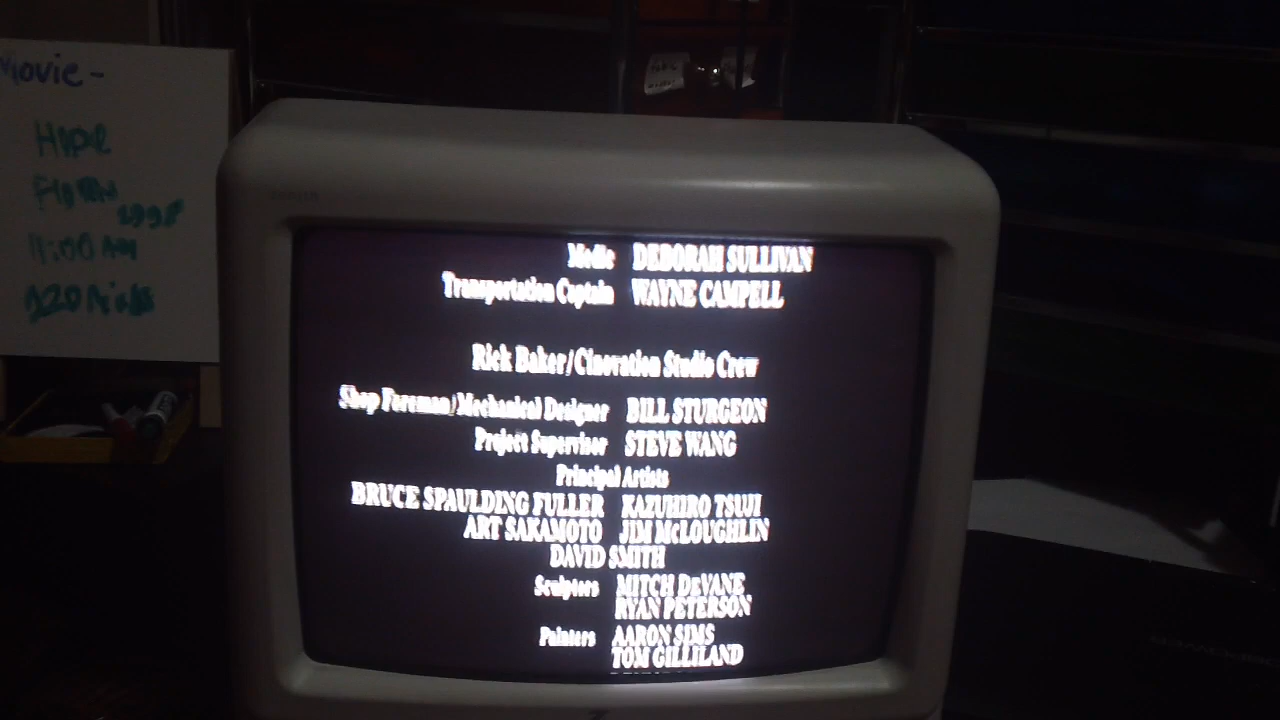 Movie -
Hope
Floats
1998
11:00 AM
Medic DEBORAH SULLIVAN
Transportation Captain WAYNE CAMPELL
Rick Baker/Cinovation Studio Crew
Shop Foreman/Mechanical Designer BILL STURGEON
Project Supervisor STEVE WANG
Principal Artists
BRUCE SPAULDING FULLER KAZUHIRO TSUJI
ART SAKAMOTO JIM McLOUGHLIN
DAVID SMITH
Sculptors MITCH DeVANE
RYAN PETERSON
Painters AARON SIMS
TOM GILLILAND